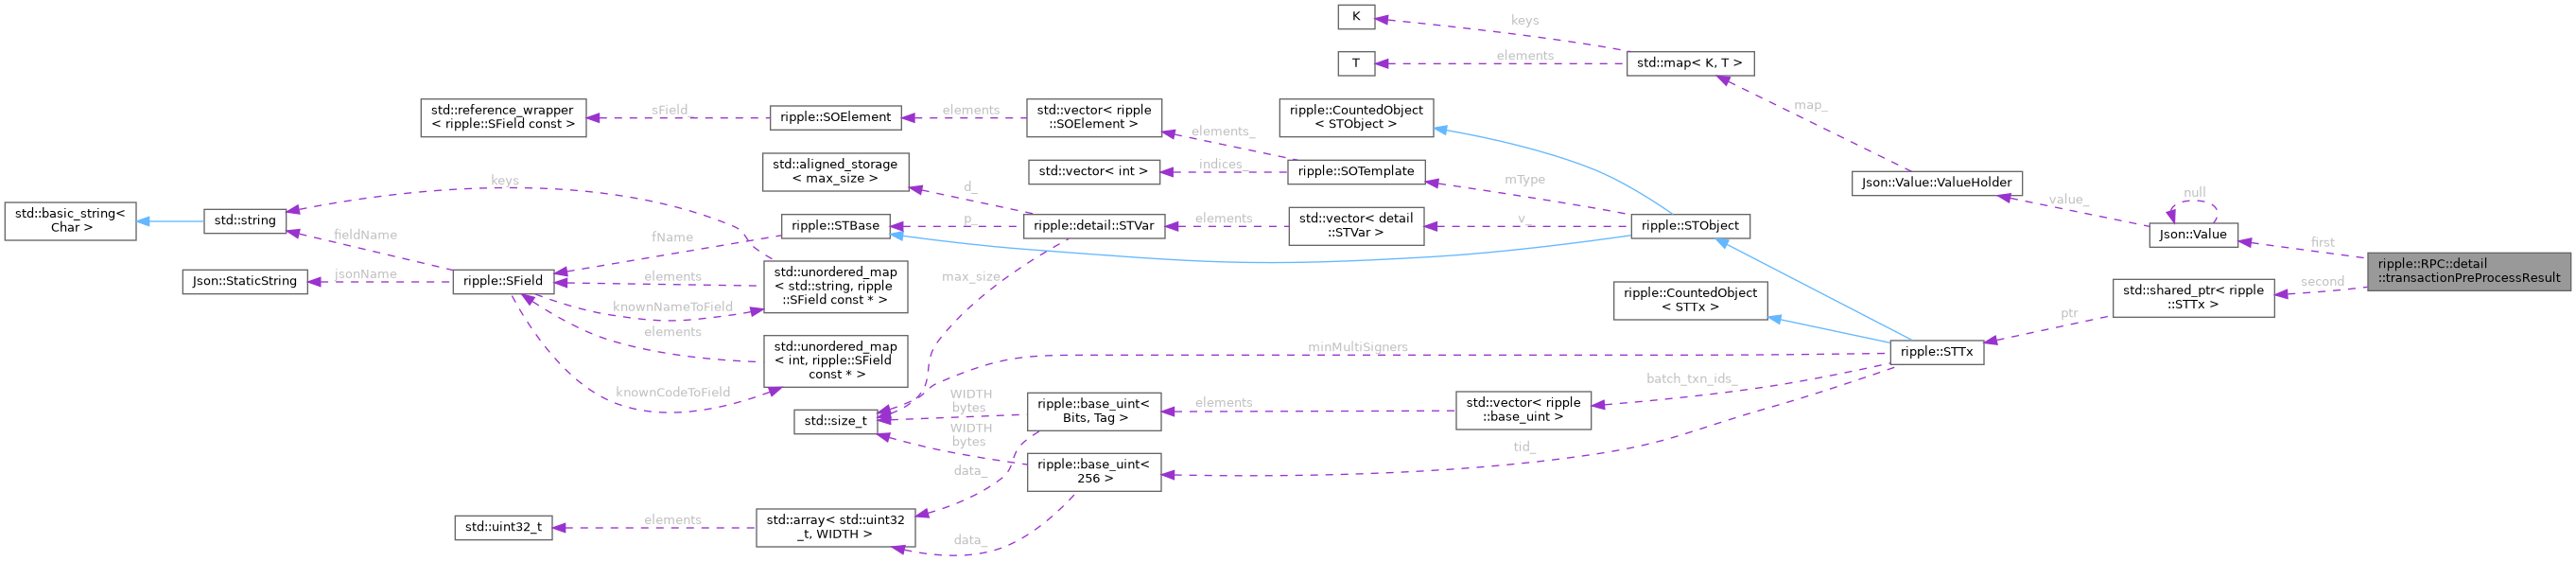 K
keys
T
elements
std::map< K, T >
std::reference_wrapper
< ripple::SField const >
sField_
ripple::SOElement
elements
std::vector< ripple
::SOElement >
ripple::CountedObject
< STObject >
map_
elements_
std::aligned_storage
< max_size >
std::vector< int >
indices_
ripple::SOTemplate
mType
Json::Value::ValueHolder
keys
d_
null
value_
std::basic_string<
Char >
std::string
fieldName
fName
ripple::STBase
p_
ripple::detail::STVar
elements
std::vector< detail
::STVar >
v_
ripple::STObject
Json::Value
first
ripple::RPC::detail
::transactionPreProcessResult
Json::StaticString
jsonName
ripple::SField
elements
knownNameToField
std::unordered_map
< std::string, ripple
::SField const * >
max_size
ripple::CountedObject
< STTx >
std::shared_ptr< ripple
::STTx >
second
ptr
elements
std::unordered_map
< int, ripple::SField
const * >
minMultiSigners
ripple::STTx
knownCodeToField
batch_txn_ids_
WIDTH
bytes
ripple::base_uint<
Bits, Tag >
elements
std::vector< ripple
::base_uint >
std::size_t
WIDTH
bytes
tid_
data_
ripple::base_uint<
256 >
std::uint32_t
elements
std::array< std::uint32
_t, WIDTH >
data_